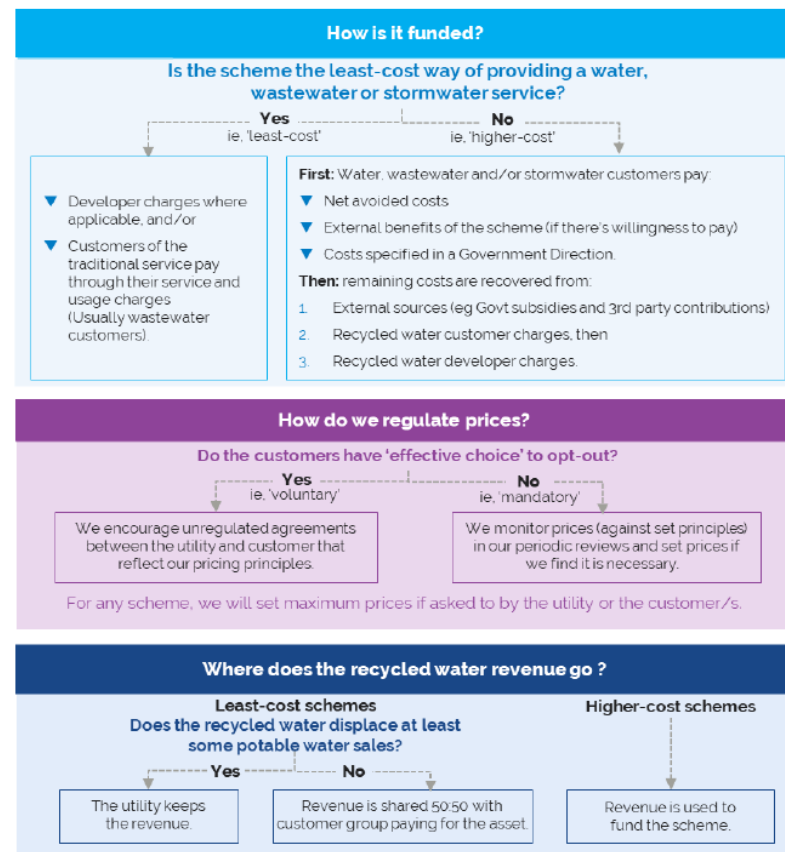 How is it funded?
Is the scheme the least-cost way of providing a water,
wastewater or stormwater service?
Yes
ie, 'least-cost'
No
ie, 'higher-cost'
Developer charges where
applicable, and/or
Customers of the
traditional service pay
through their service and
usage charges
(Usually wastewater
customers).
First: Water, wastewater and/or stormwater customers pay:
Net avoided costs
External benefits of the scheme (if there's willingness to pay)
Costs specified in a Government Direction.
Then: remaining costs are recovered from:
1. External sources (eg Govt subsidies and 3rd party contributions)
2. Recycled water customer charges, then
3. Recycled water developer charges.
How do we regulate prices?
Do the customers have 'effective choice' to opt-out?
Yes
ie, 'voluntary'
No
ie, 'mandatory'
We encourage unregulated agreements
between the utility and customer that
reflect our pricing principles.
We monitor prices (against set principles)
in our periodic reviews and set prices if
we find it is necessary.
For any scheme, we will set maximum prices if asked to by the utility or the customer/s.
Where does the recycled water revenue go ?
Least-cost schemes
Does the recycled water displace at least
some potable water sales?
Yes
No
The utility keeps
the revenue.
Revenue is shared 50:50 with
customer group paying for the asset.
Higher-cost schemes
Revenue is used to
fund the scheme.